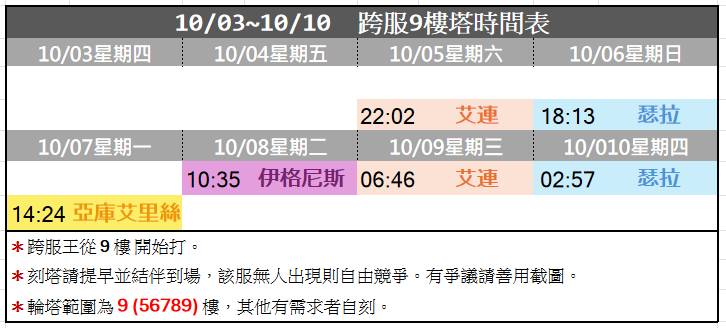 10/03~10/10 跨服9樓塔時間表
10/03星期四 10/04星期五 10/05星期六 10/06星期日
22:02 艾連 18:13 瑟拉
10/07星期一 10/08星期二 10/09星期三 10/010星期四
10:35 伊格尼斯 06:46 艾連 02:57 瑟拉
14:24 亞庫艾里絲
＊跨服王從 9 樓 開始打。
＊刻塔請提早並結伴到場，該服無人出現則自由競爭。有爭議請善用截圖。
＊輪塔範圍為 9 (56789) 樓，其他有需求者自刻。